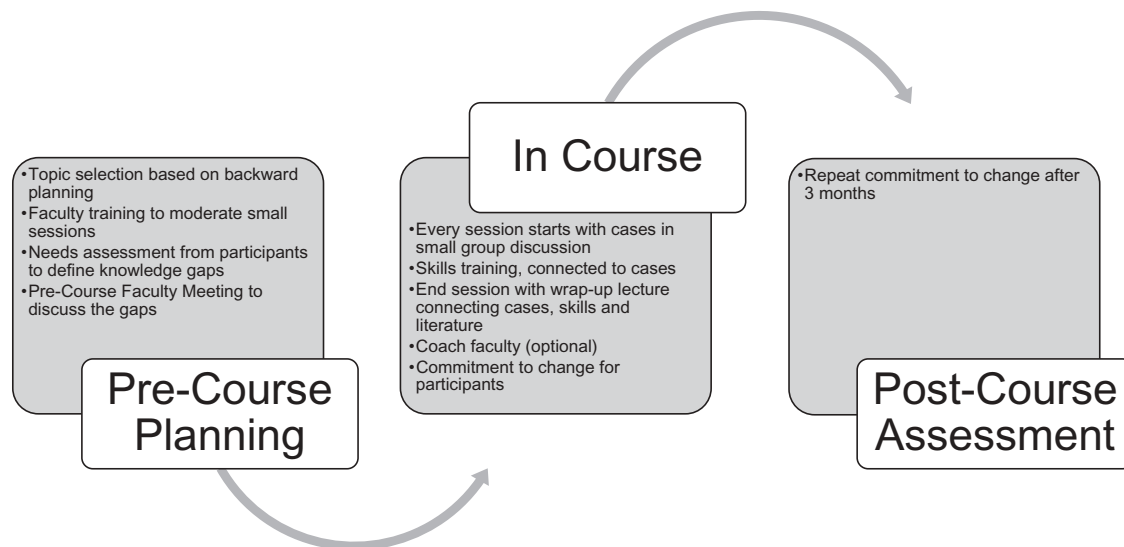 •Topic selection based on backward
planning
•Faculty training to moderate small
sessions
•Needs assessment from participants
to define knowledge gaps
•Pre-Course Faculty Meeting to
discuss the gaps
Pre-Course
Planning
In Course
•Every session starts with cases in
small group discussion
•Skills training, connected to cases
•End session with wrap-up lecture
connecting cases, skills and
literature
•Coach faculty (optional)
•Commitment to change for
participants
•Repeat commitment to change after
3 months
Post-Course
Assessment